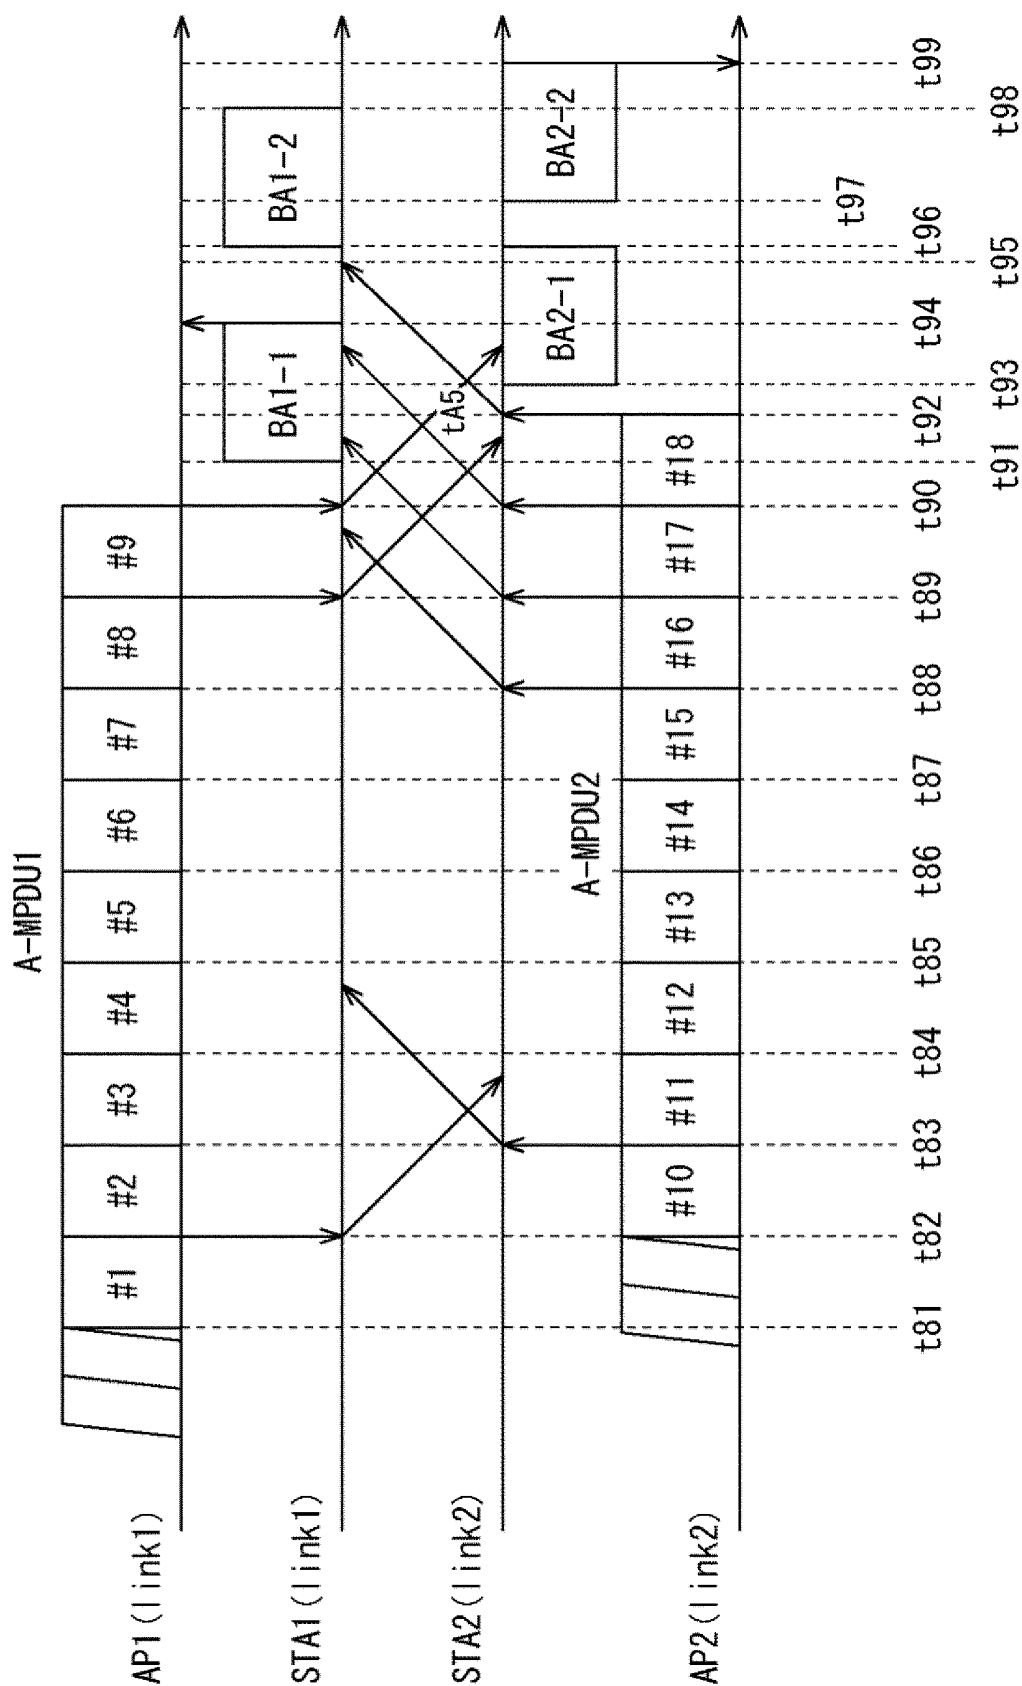 A-MPDU1
AP1(link1)
#1 #2 #3 #4 #5 #6 #7 #8 #9
BA1-1 BA1-2
STA1(link1)
tA5
STA2(link2)
BA2-1 BA2-2
A-MPDU2
#10 #11 #12 #13 #14 #15 #16 #17 #18
AP2(link2)
t97
t81 t82 t83 t84 t85 t86 t87 t88 t89 t90 t92 t94 t96 t99
t91 t93 t95 t98